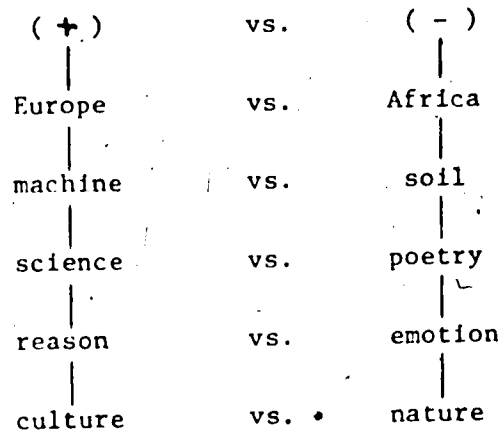 ( + ) vs. ( - )
Europe vs. Africa
machine vs. soil
science vs. poetry
reason vs. emotion
culture vs. nature